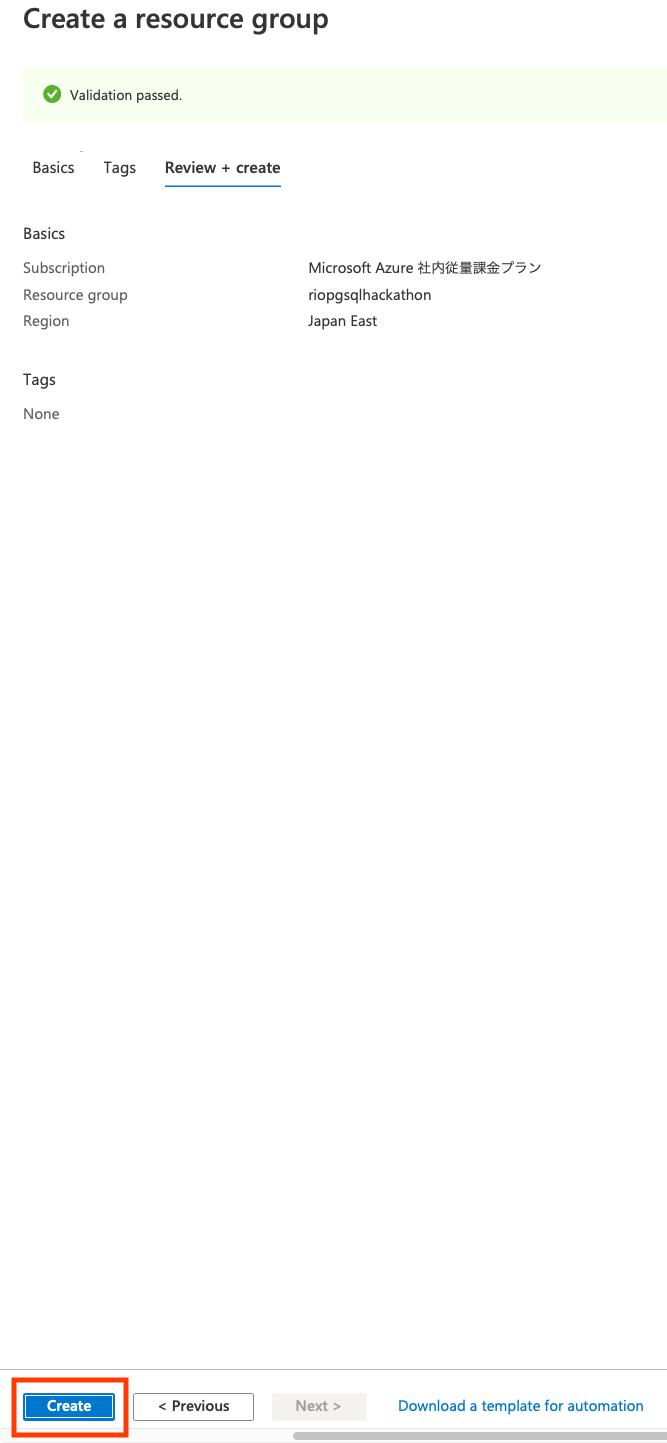 Create a resource group
Validation passed.
Basics Tags Review + create
Basics
Subscription Microsoft Azure 社内従量課金プラン
Resource group riopgsqlhackathon
Region Japan East
Tags
None
Create < Previous Next > Download a template for automation